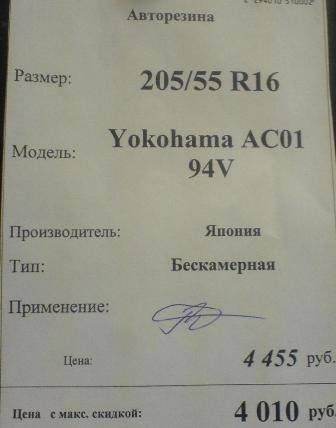 Авторезина
Размер: 205/55 R16
Модель: Yokohama AC01
94V
Производитель: Япония
Тип: Бескамерная
Применение:
Цена: 4 455 руб.
Цена с макс. скидкой: 4 010 руб.